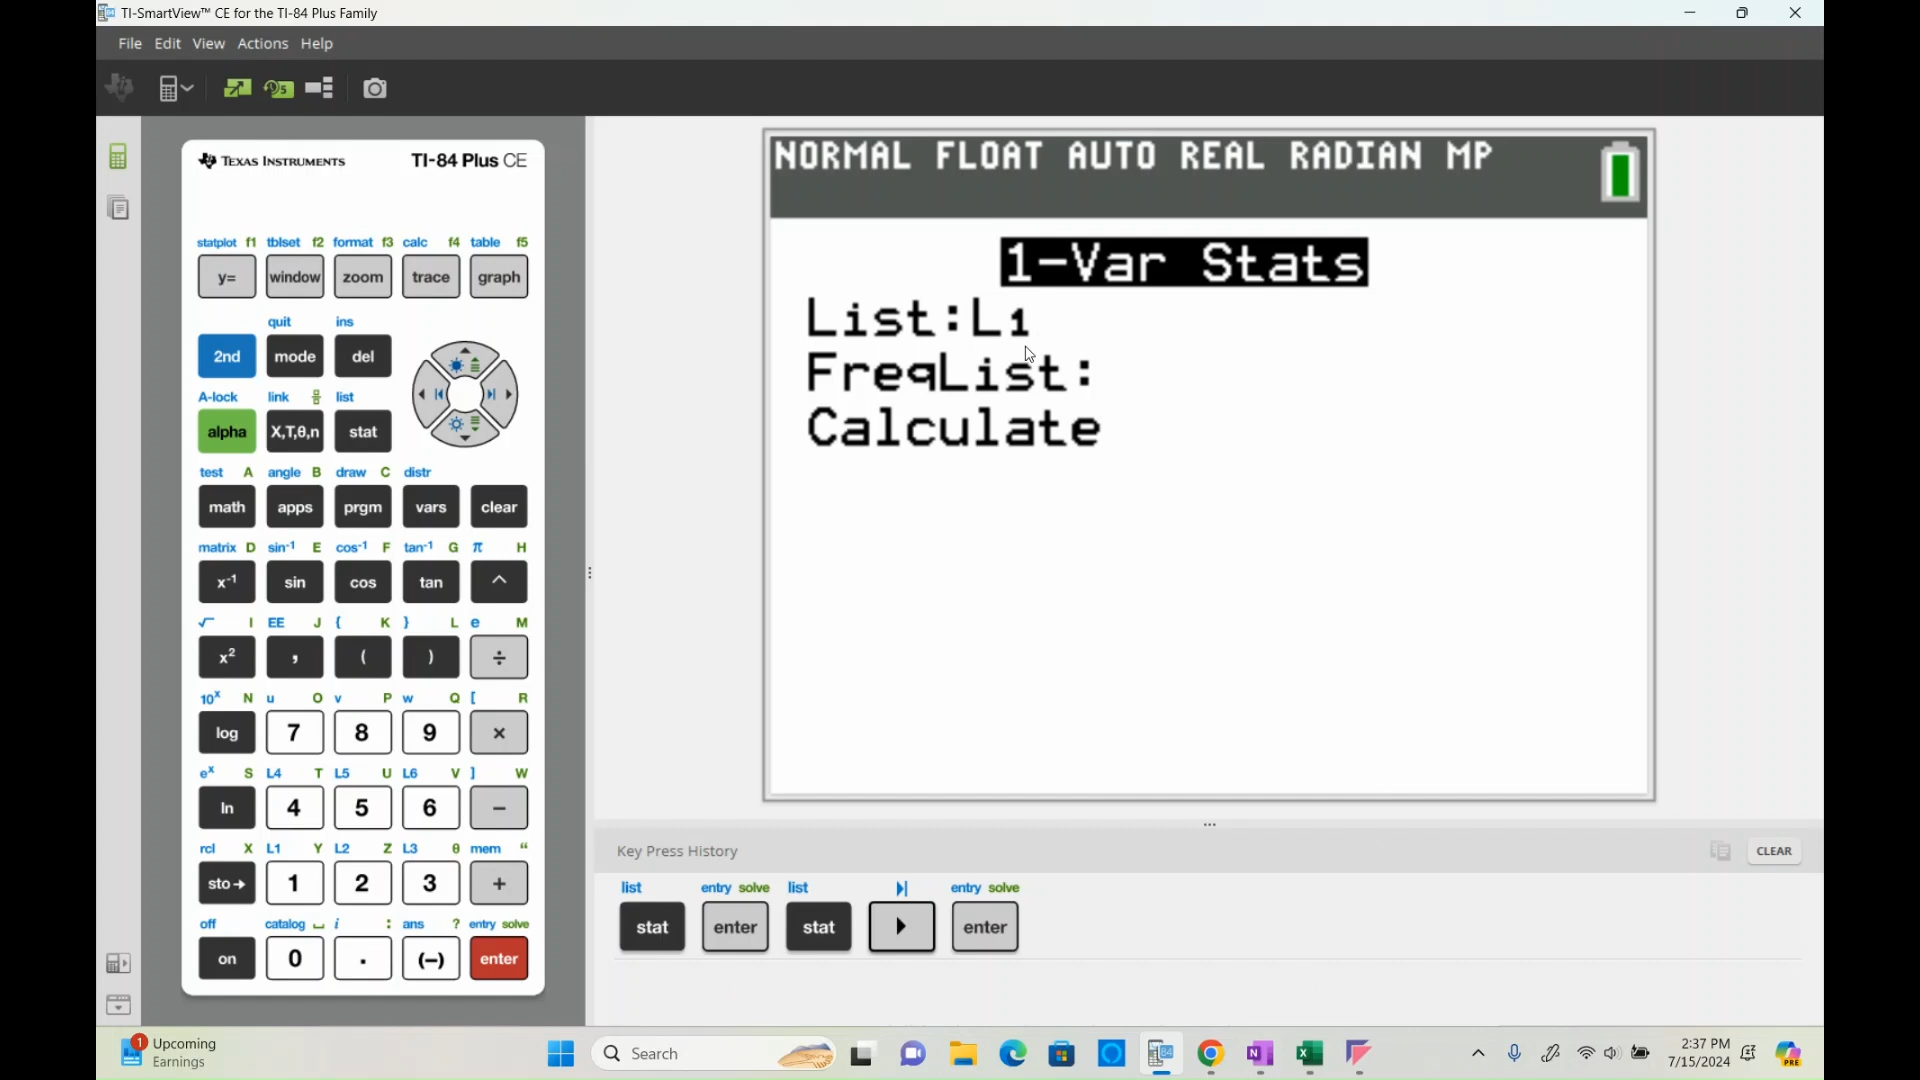 TI-SmartView™ CE for the TI-84 Plus Family
File Edit View Actions Help
TEXAS INSTRUMENTS TI-84 Plus CE
statplot f1 tblset f2 format f3 calc f4 table f5
y= window zoom trace graph
quit ins
2nd mode del
A-lock link list
alpha X,T,θ,n stat
test A angle B draw C distr
math apps prgm vars clear
matrix D sin⁻¹ E cos⁻¹ F tan⁻¹ G π H
x⁻¹ sin cos tan ^
√ I EE J { K } L e M
x² , ( ) ÷
10ˣ N u O v P w Q [ R
log 7 8 9 ×
eˣ S L4 T L5 U L6 V ] W
ln 4 5 6 −
rcl X L1 Y L2 Z L3 θ mem “
sto→ 1 2 3 +
off catalog ⎵ i : ans ? entry solve
on 0 . (−) enter
NORMAL FLOAT AUTO REAL RADIAN MP
1-Var Stats
List:L₁
FreqList:
Calculate
Key Press History CLEAR
list entry solve list entry solve
stat enter stat enter
1 Upcoming
Earnings
Search
2:37 PM
7/15/2024
PRE